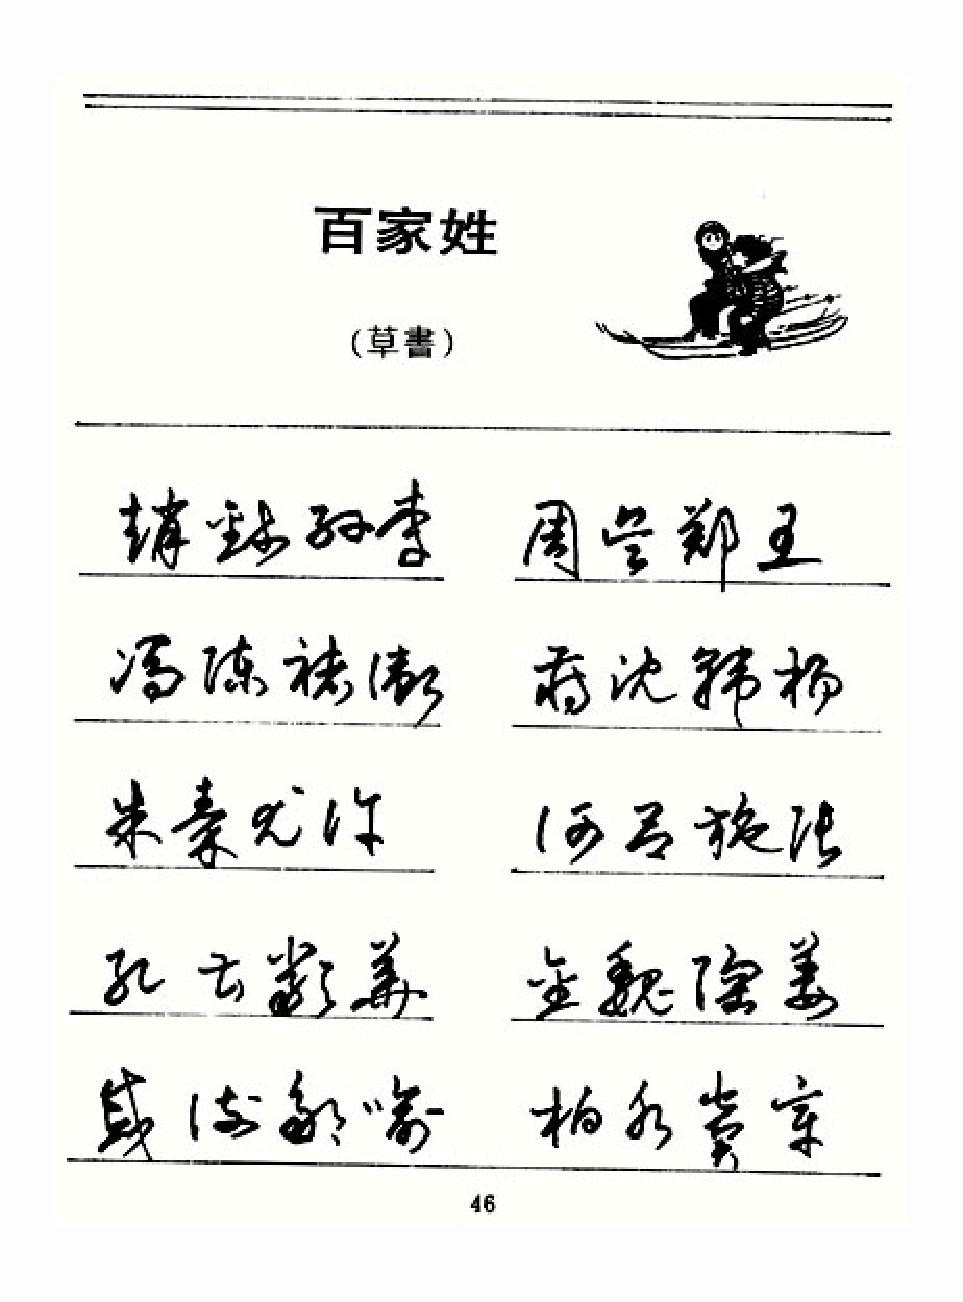 百家姓
(草書)
趙錢孫李 周吳鄭王
馮陳褚衛 蔣沈韓楊
朱秦尤許 何呂施張
孔曹嚴華 金魏陶姜
戚謝鄒喻 柏水竇章
46